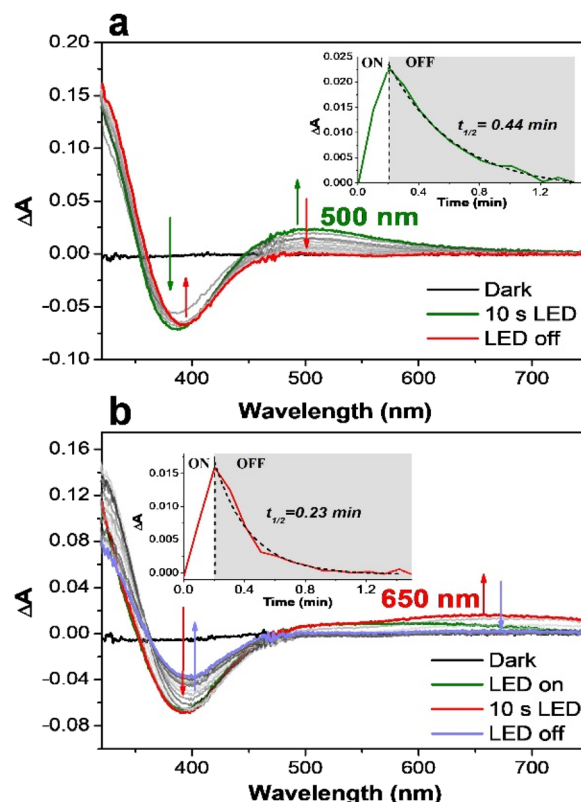 a
0.20
0.15
0.10
0.05
0.00
-0.05
-0.10
ΔA
0.025
0.020
0.015
0.010
0.005
0.000
ΔA
ON OFF
t1/2= 0.44 min
0.4 0.8 1.2
Time (min)
500 nm
Dark
10 s LED
LED off
400 500 600 700
Wavelength (nm)
b
0.16
0.12
0.08
0.04
0.00
-0.04
-0.08
ΔA
0.015
0.010
0.005
0.000
ΔA
ON OFF
t1/2=0.23 min
0.4 0.8 1.2
Time (min)
650 nm
Dark
LED on
10 s LED
LED off
400 500 600 700
Wavelength (nm)